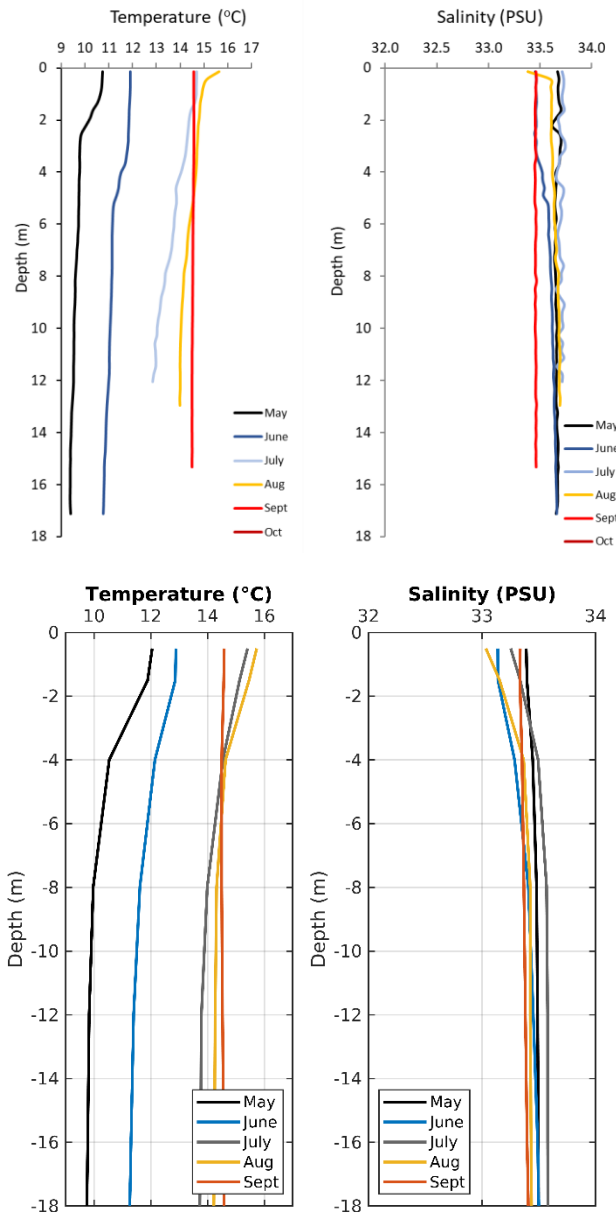 Temperature (°C)
9 10 11 12 13 14 15 16 17
0
2
4
6
8
10
12
14
16
18
Depth (m)
May
June
July
Aug
Sept
Oct
Salinity (PSU)
32.0 33.0 33.5 34.0
0
2
4
6
8
10
12
14
16
18
Depth (m)
May
June
July
Aug
Sept
Oct
Temperature (°C)
10 12 14 16
0
-2
-4
-6
-8
-10
-12
-14
-16
-18
Depth (m)
May
June
July
Aug
Sept
Salinity (PSU)
32 33 34
0
-2
-4
-6
-8
-10
-12
-14
-16
-18
Depth (m)
May
June
July
Aug
Sept